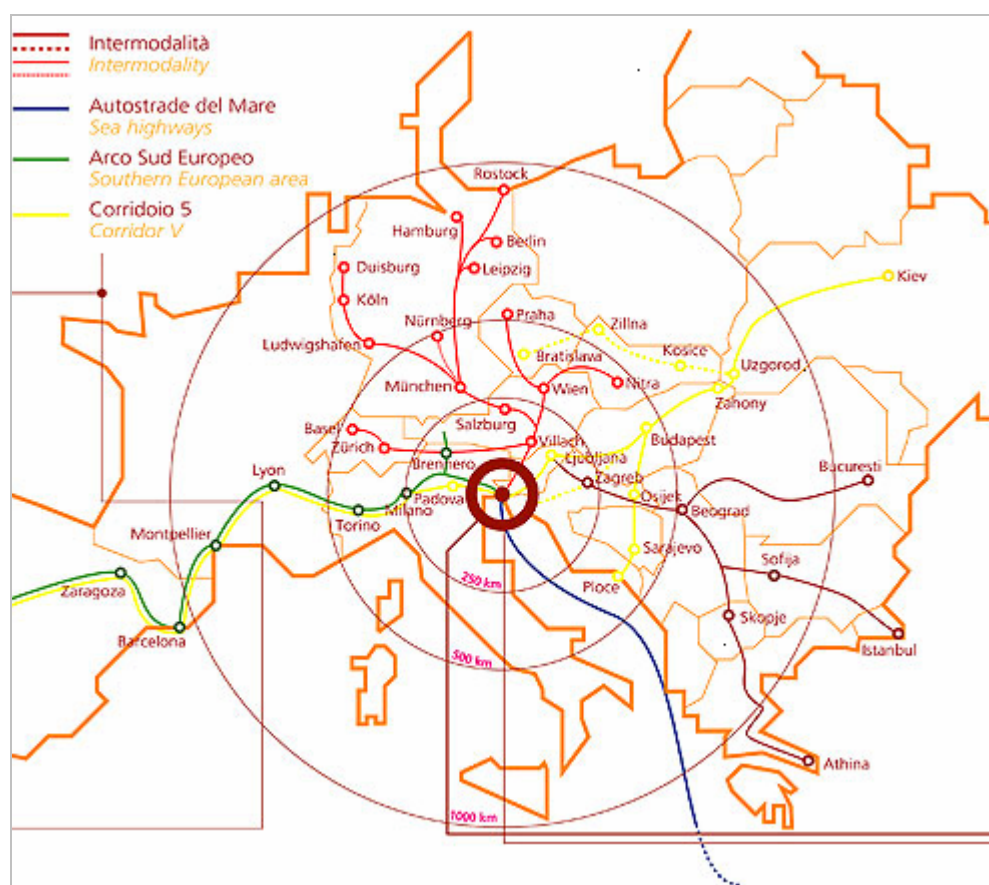 Intermodalità
Intermodality
Autostrade del Mare
Sea highways
Arco Sud Europeo
Southern European area
Corridoio 5
Corridor V
Rostock
Hamburg
Berlin
Duisburg
Leipzig
Kiev
Köln
Praha
Nürnberg
Zillna
Ludwigshafen
Bratislava
Kosice
Uzgorod
München
Wien
Nitra
Zahony
Salzburg
Basel
Zürich
Villach
Budapest
Brennero
Ljubljana
Lyon
Zagreb
Bucuresti
Padova
Osijek
Milano
Torino
Beograd
Montpellier
Sarajevo
Sofija
250 km
Ploce
Zaragoza
Skopje
Barcelona
Istanbul
500 km
Athina
1000 km